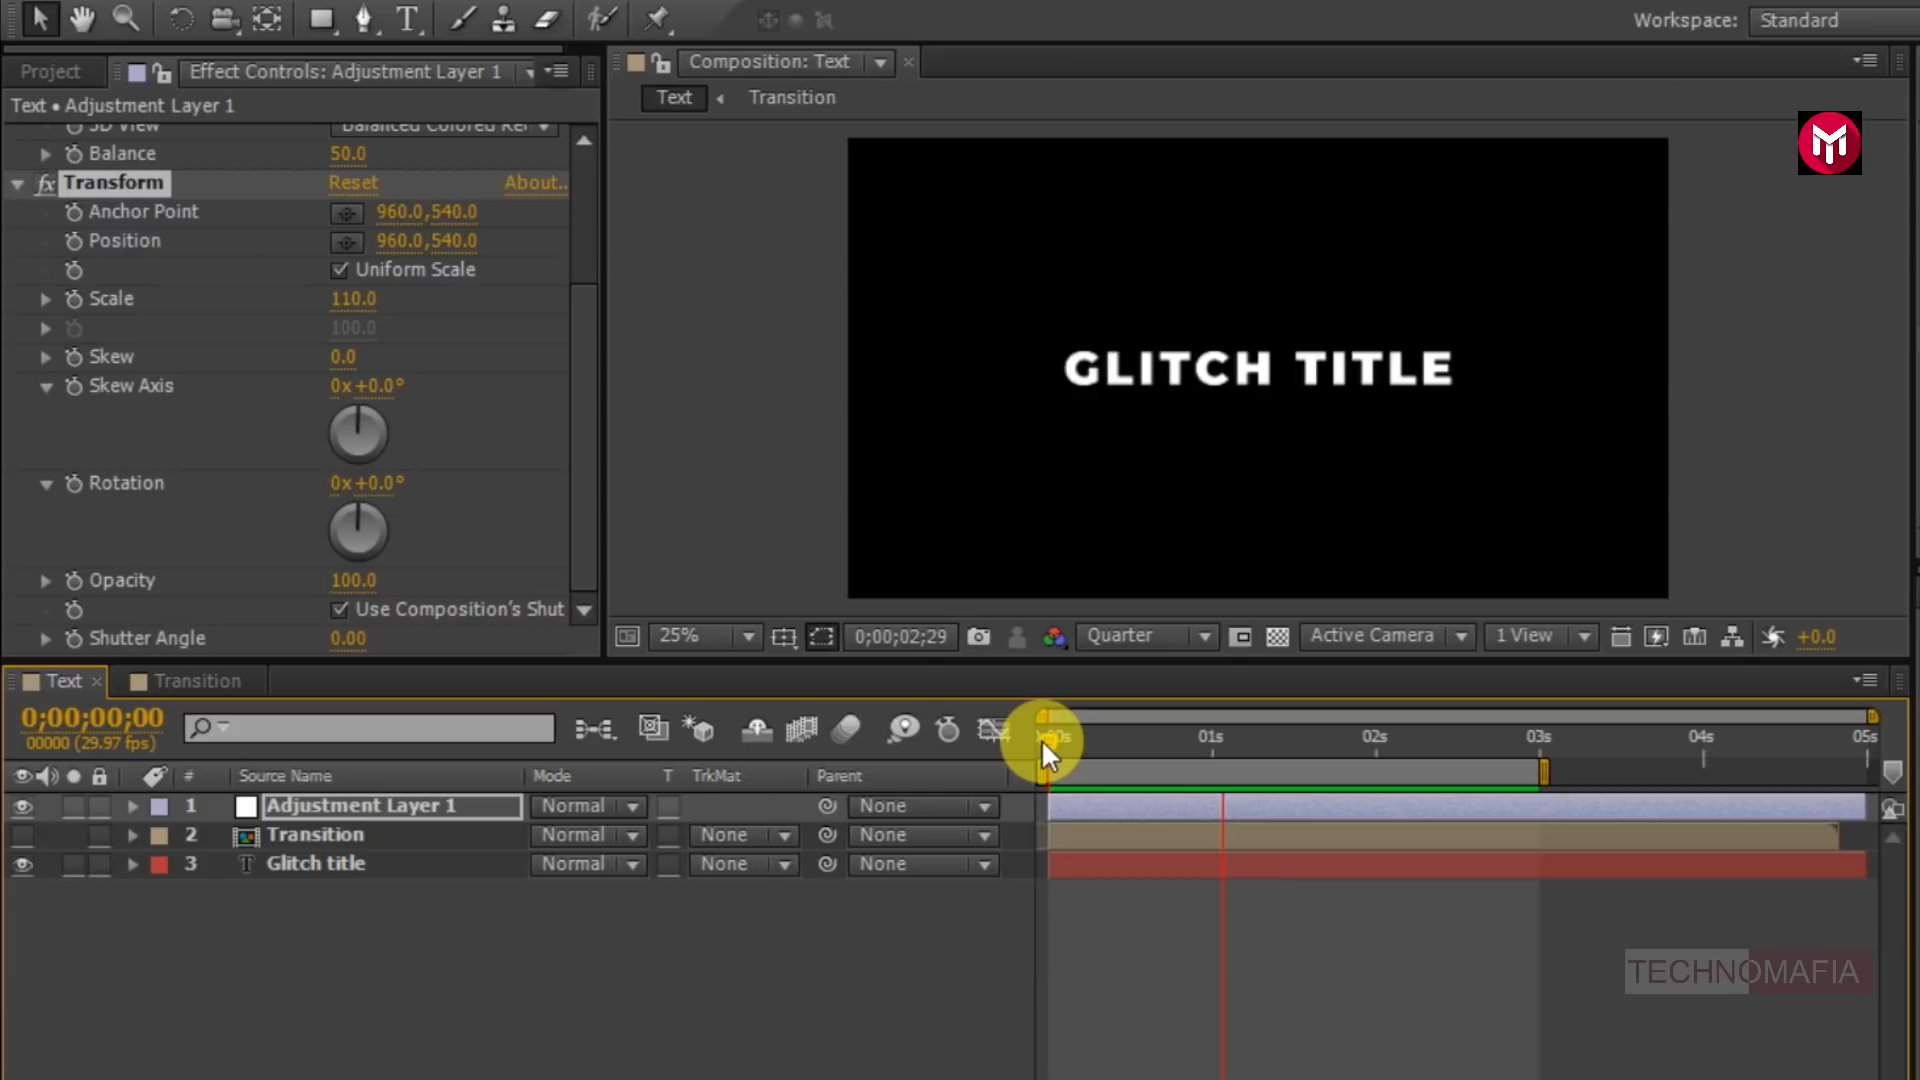 Workspace: Standard
Project
Effect Controls: Adjustment Layer 1
Composition: Text
Text • Adjustment Layer 1
Text
Transition
3D View Balanced Colored Re
Balance 50.0
fx Transform Reset About..
Anchor Point 960.0,540.0
Position 960.0,540.0
Uniform Scale
Scale 110.0
100.0
Skew 0.0
Skew Axis 0x+0.0°
Rotation 0x+0.0°
Opacity 100.0
Use Composition's Shut
Shutter Angle 0.00
GLITCH TITLE
25% 0;00;02;29 Quarter Active Camera 1 View +0.0
Text Transition
0;00;00;00
00000 (29.97 fps)
01s 02s 03s 04s 05s
# Source Name Mode T TrkMat Parent
1 Adjustment Layer 1 Normal None
2 Transition Normal None None
3 T Glitch title Normal None None
TECHNOMAFIA